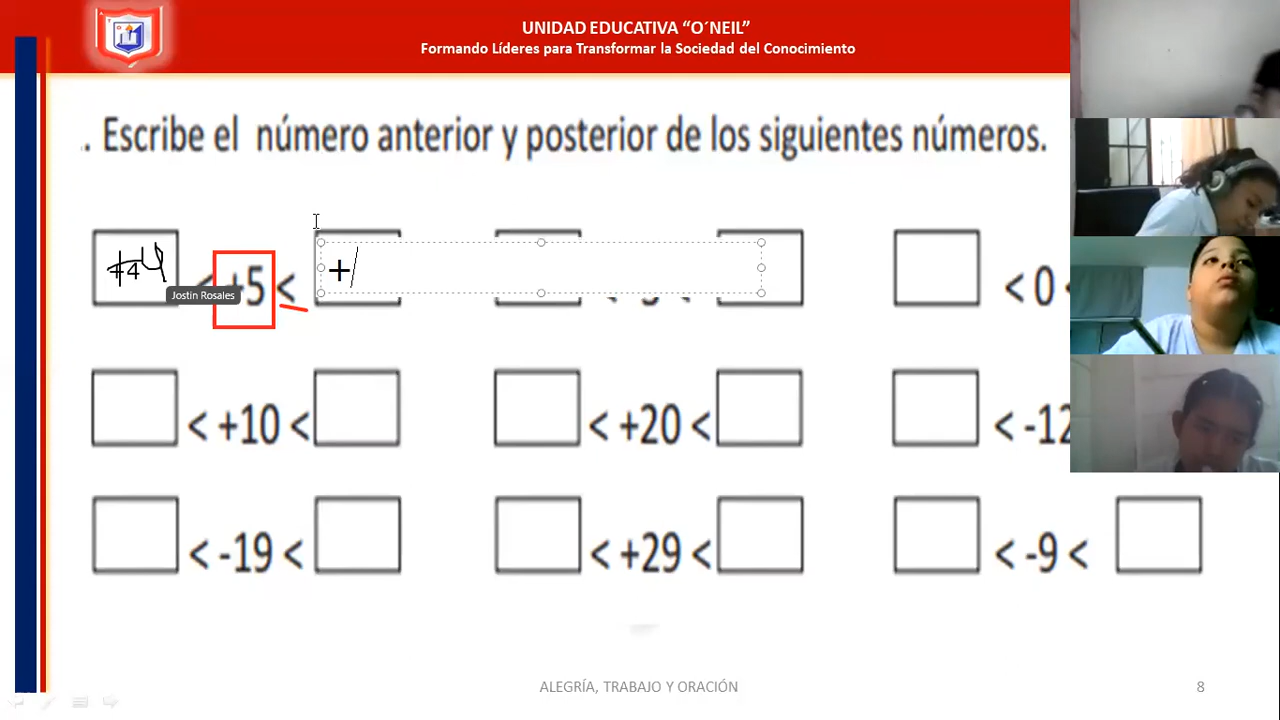 UNIDAD EDUCATIVA “O´NEIL”
Formando Líderes para Transformar la Sociedad del Conocimiento
. Escribe el número anterior y posterior de los siguientes números.
+4 < +5 < + < 0
Jostin Rosales
< +10 < < +20 < < -12
< -19 < < +29 < < -9 <
ALEGRÍA, TRABAJO Y ORACIÓN 8